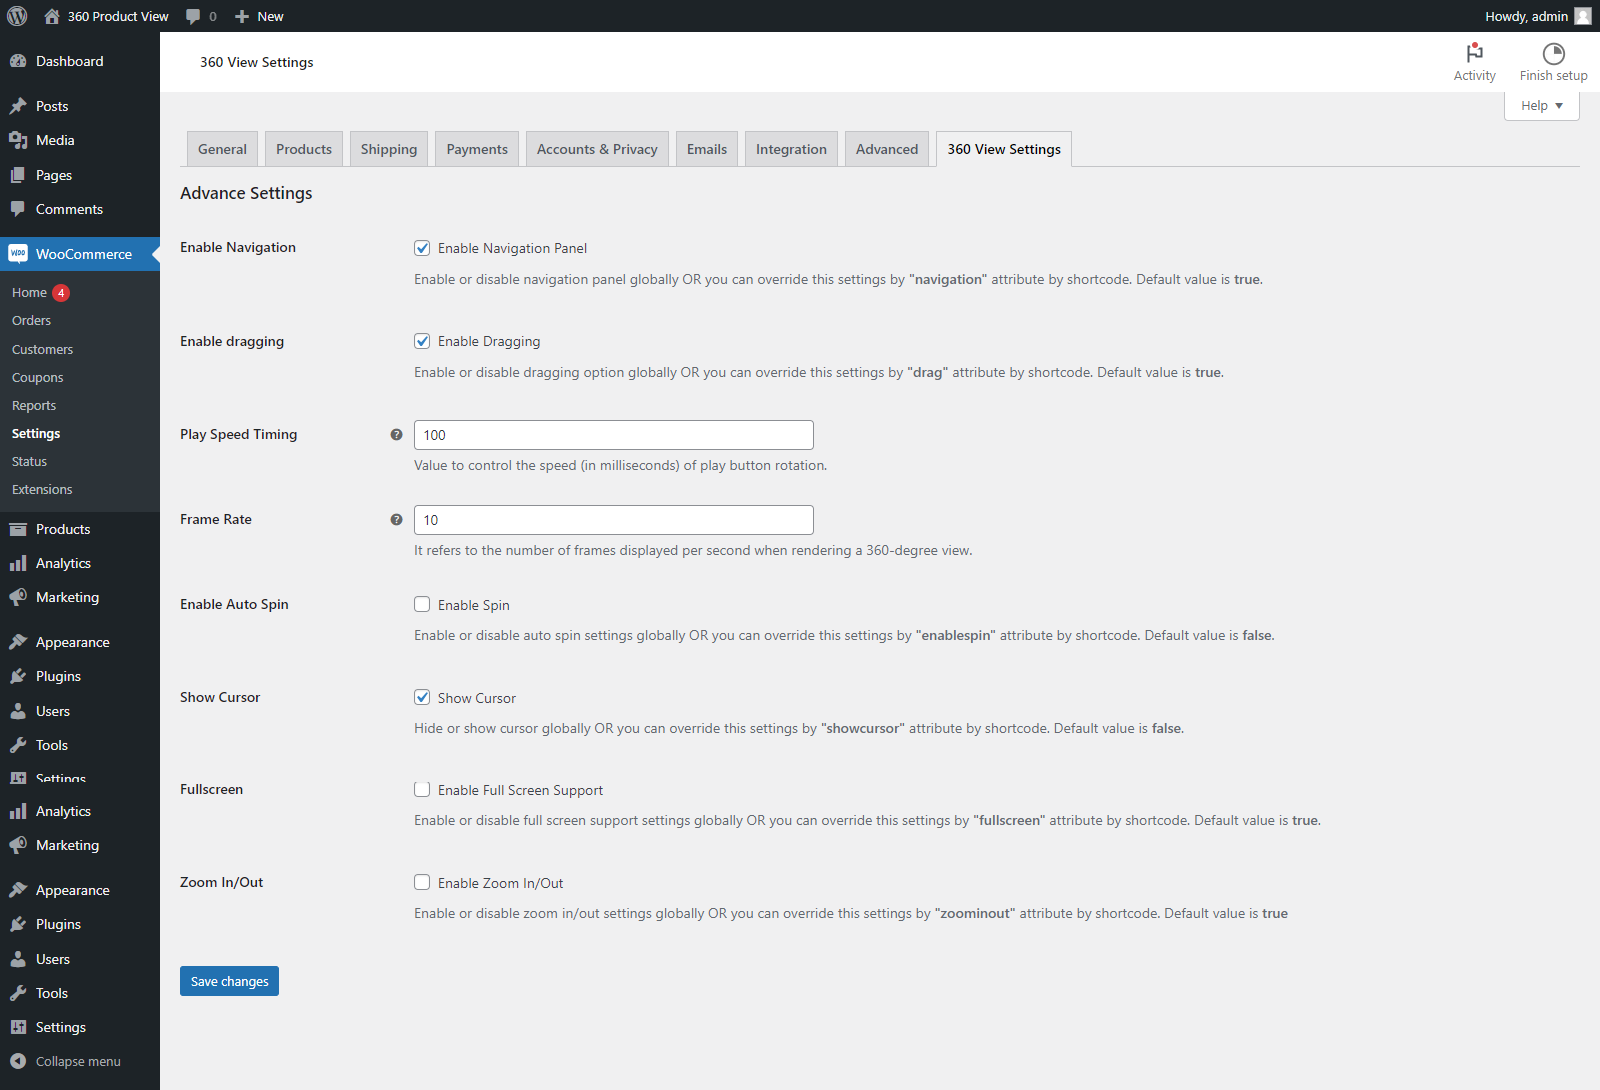 360 Product View 0 New Howdy, admin
360 View Settings
Activity Finish setup
Help
Dashboard
Posts
Media
Pages
Comments
WooCommerce
Home 4
Orders
Customers
Coupons
Reports
Settings
Status
Extensions
Products
Analytics
Marketing
Appearance
Plugins
Users
Tools
Settings
Analytics
Marketing
Appearance
Plugins
Users
Tools
Settings
Collapse menu
General Products Shipping Payments Accounts & Privacy Emails Integration Advanced 360 View Settings
Advance Settings
Enable Navigation
Enable Navigation Panel
Enable or disable navigation panel globally OR you can override this settings by "navigation" attribute by shortcode. Default value is true.
Enable dragging
Enable Dragging
Enable or disable dragging option globally OR you can override this settings by "drag" attribute by shortcode. Default value is true.
Play Speed Timing
100
Value to control the speed (in milliseconds) of play button rotation.
Frame Rate
10
It refers to the number of frames displayed per second when rendering a 360-degree view.
Enable Auto Spin
Enable Spin
Enable or disable auto spin settings globally OR you can override this settings by "enablespin" attribute by shortcode. Default value is false.
Show Cursor
Show Cursor
Hide or show cursor globally OR you can override this settings by "showcursor" attribute by shortcode. Default value is false.
Fullscreen
Enable Full Screen Support
Enable or disable full screen support settings globally OR you can override this settings by "fullscreen" attribute by shortcode. Default value is true.
Zoom In/Out
Enable Zoom In/Out
Enable or disable zoom in/out settings globally OR you can override this settings by "zoominout" attribute by shortcode. Default value is true
Save changes